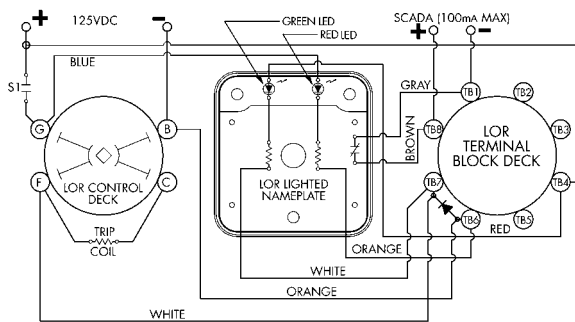 + 125VDC -
GREEN LED
RED LED
SCADA (100mA MAX)
+ -
BLUE
S1
GRAY
BROWN
TB1
TB2
G
B
TB8
LOR
TERMINAL
BLOCK DECK
TB3
F
LOR CONTROL
DECK
C
LOR LIGHTED
NAMEPLATE
TB7
TB4
TB6
TB5
RED
TRIP
COIL
ORANGE
WHITE
ORANGE
WHITE